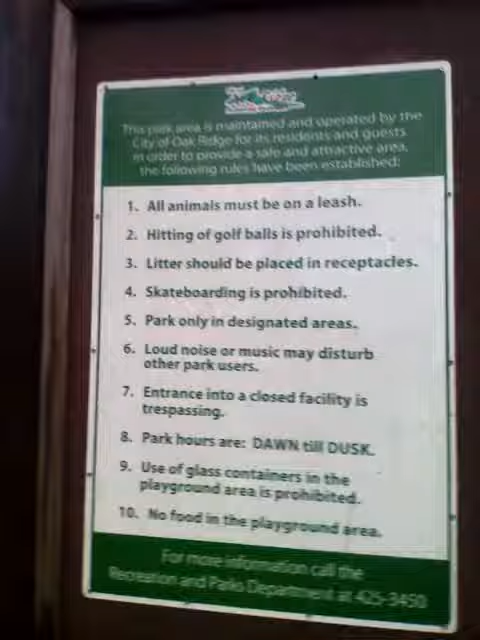 This park area is maintained and operated by the
City of Oak Ridge for its residents and guests
in order to provide a safe and attractive area,
the following rules have been established:
1. All animals must be on a leash.
2. Hitting of golf balls is prohibited.
3. Litter should be placed in receptacles.
4. Skateboarding is prohibited.
5. Park only in designated areas.
6. Loud noise or music may disturb
other park users.
7. Entrance into a closed facility is
trespassing.
8. Park hours are: DAWN till DUSK.
9. Use of glass containers in the
playground area is prohibited.
10. No food in the playground area.
For more information call the
Recreation and Parks Department at 425-3450